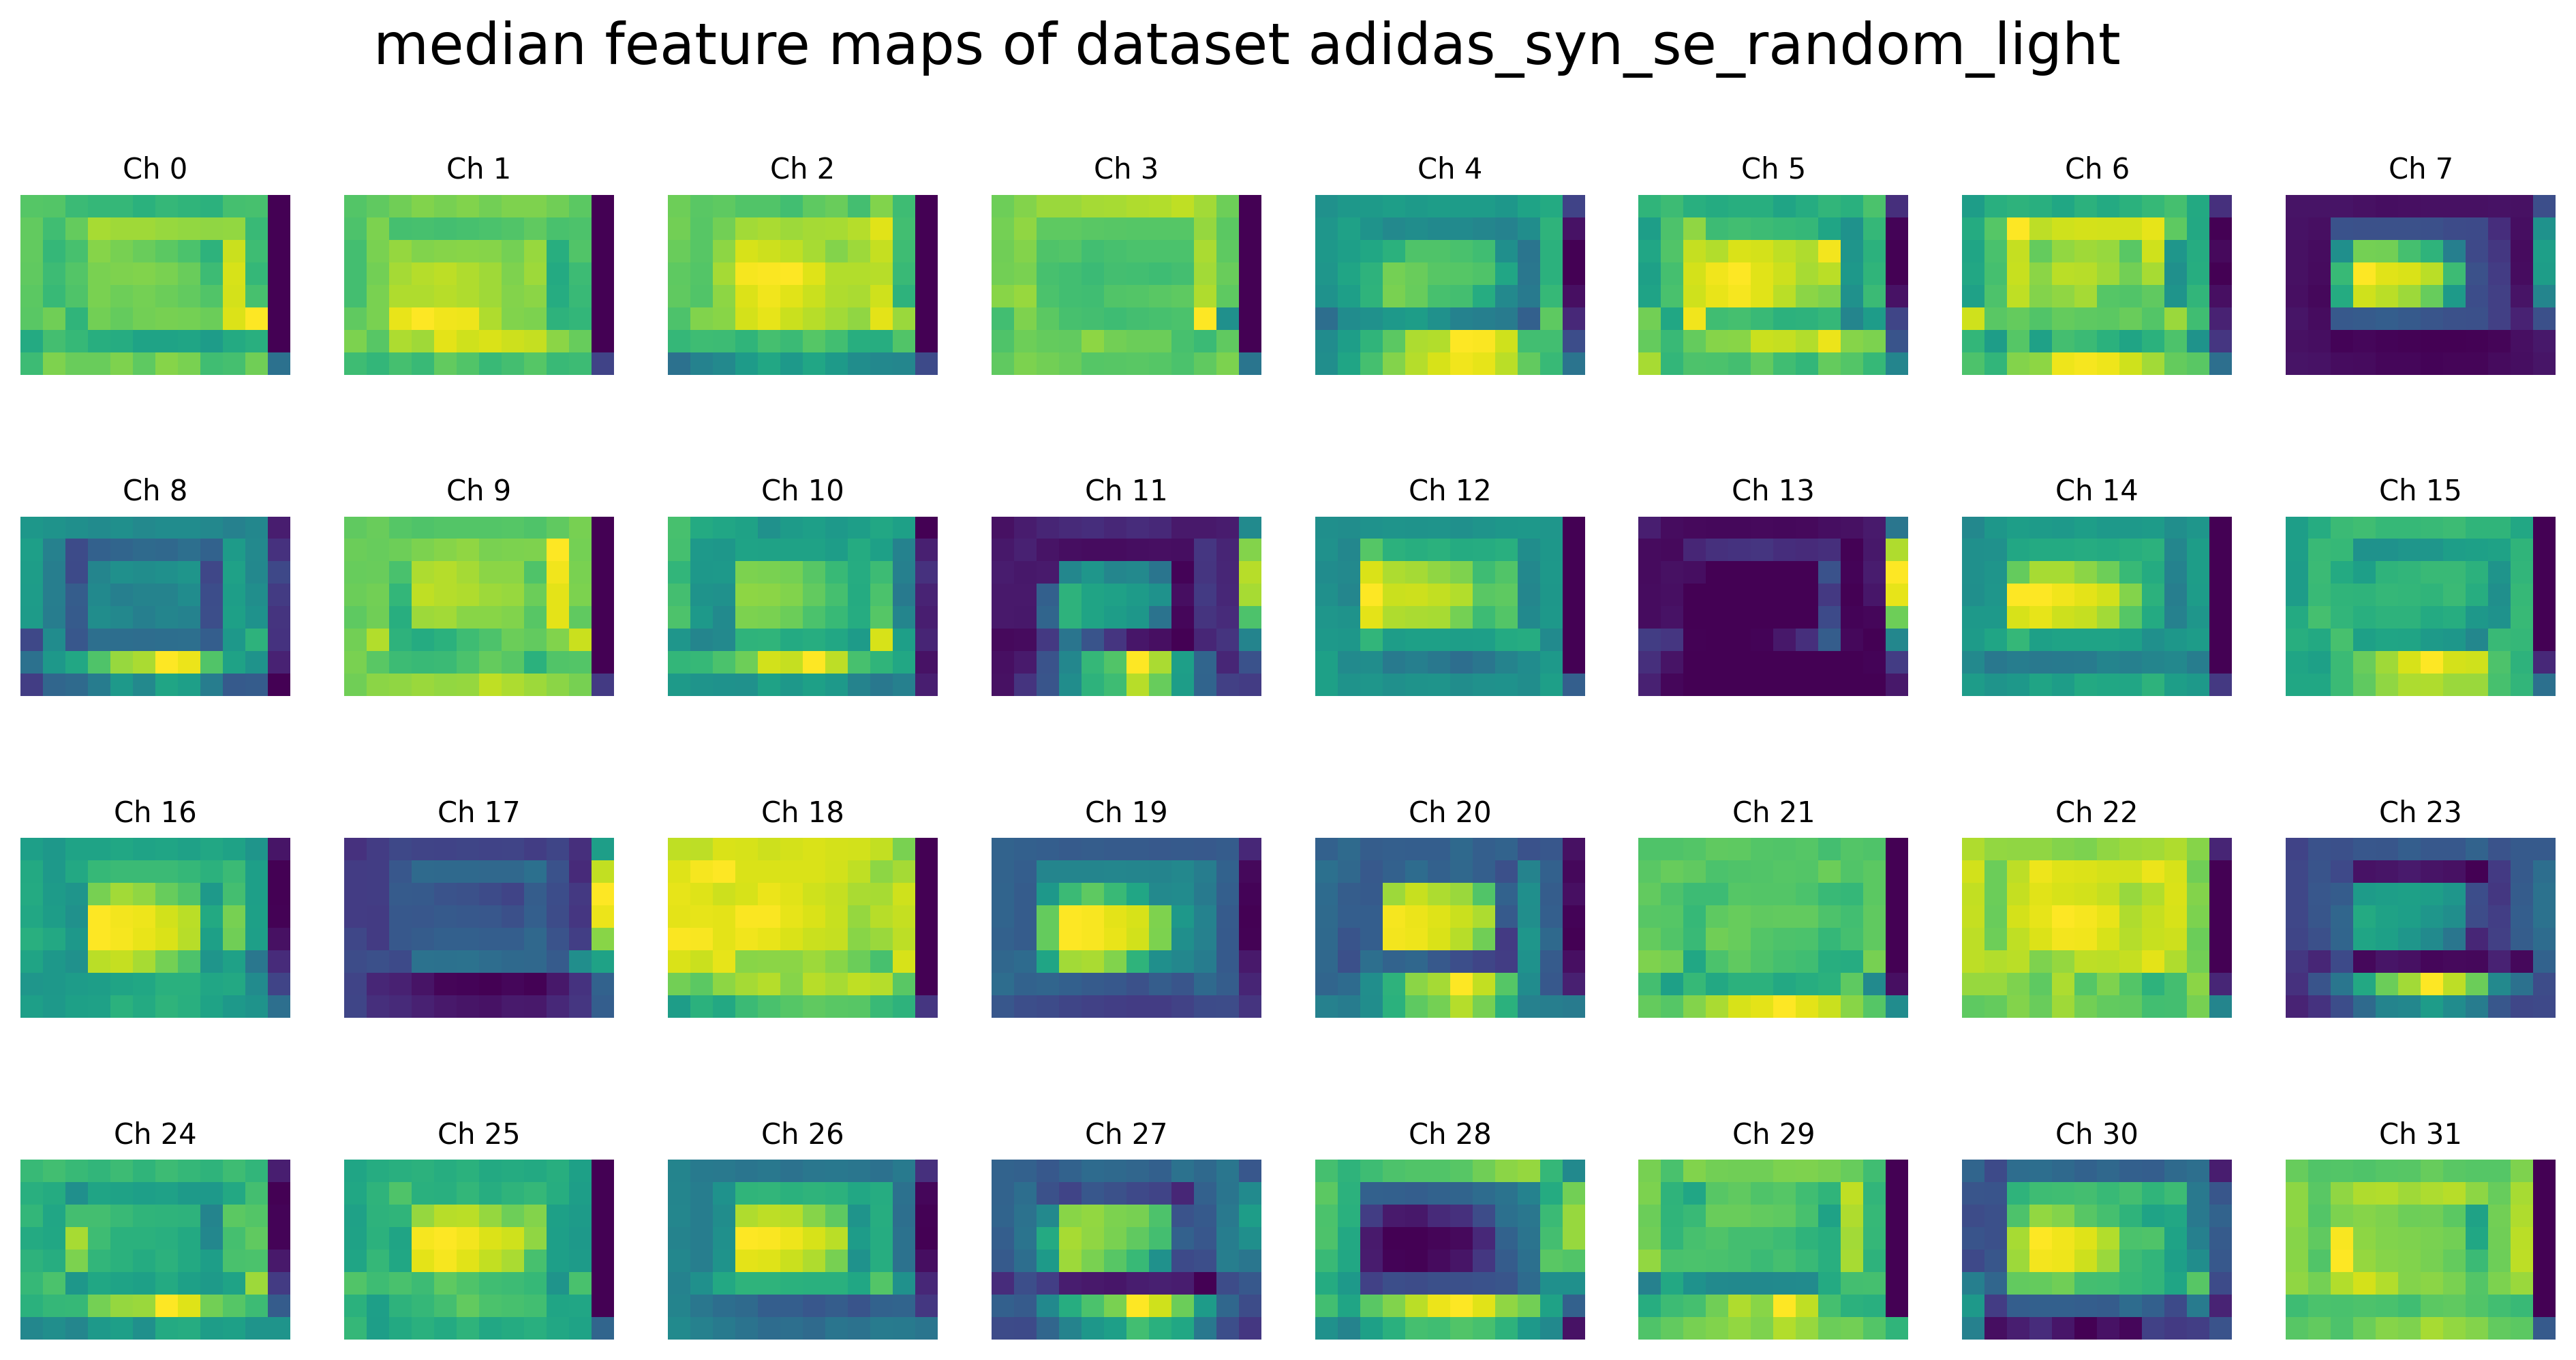 median feature maps of dataset adidas_syn_se_random_light
Ch 0 Ch 1 Ch 2 Ch 3 Ch 4 Ch 5 Ch 6 Ch 7
Ch 8 Ch 9 Ch 10 Ch 11 Ch 12 Ch 13 Ch 14 Ch 15
Ch 16 Ch 17 Ch 18 Ch 19 Ch 20 Ch 21 Ch 22 Ch 23
Ch 24 Ch 25 Ch 26 Ch 27 Ch 28 Ch 29 Ch 30 Ch 31